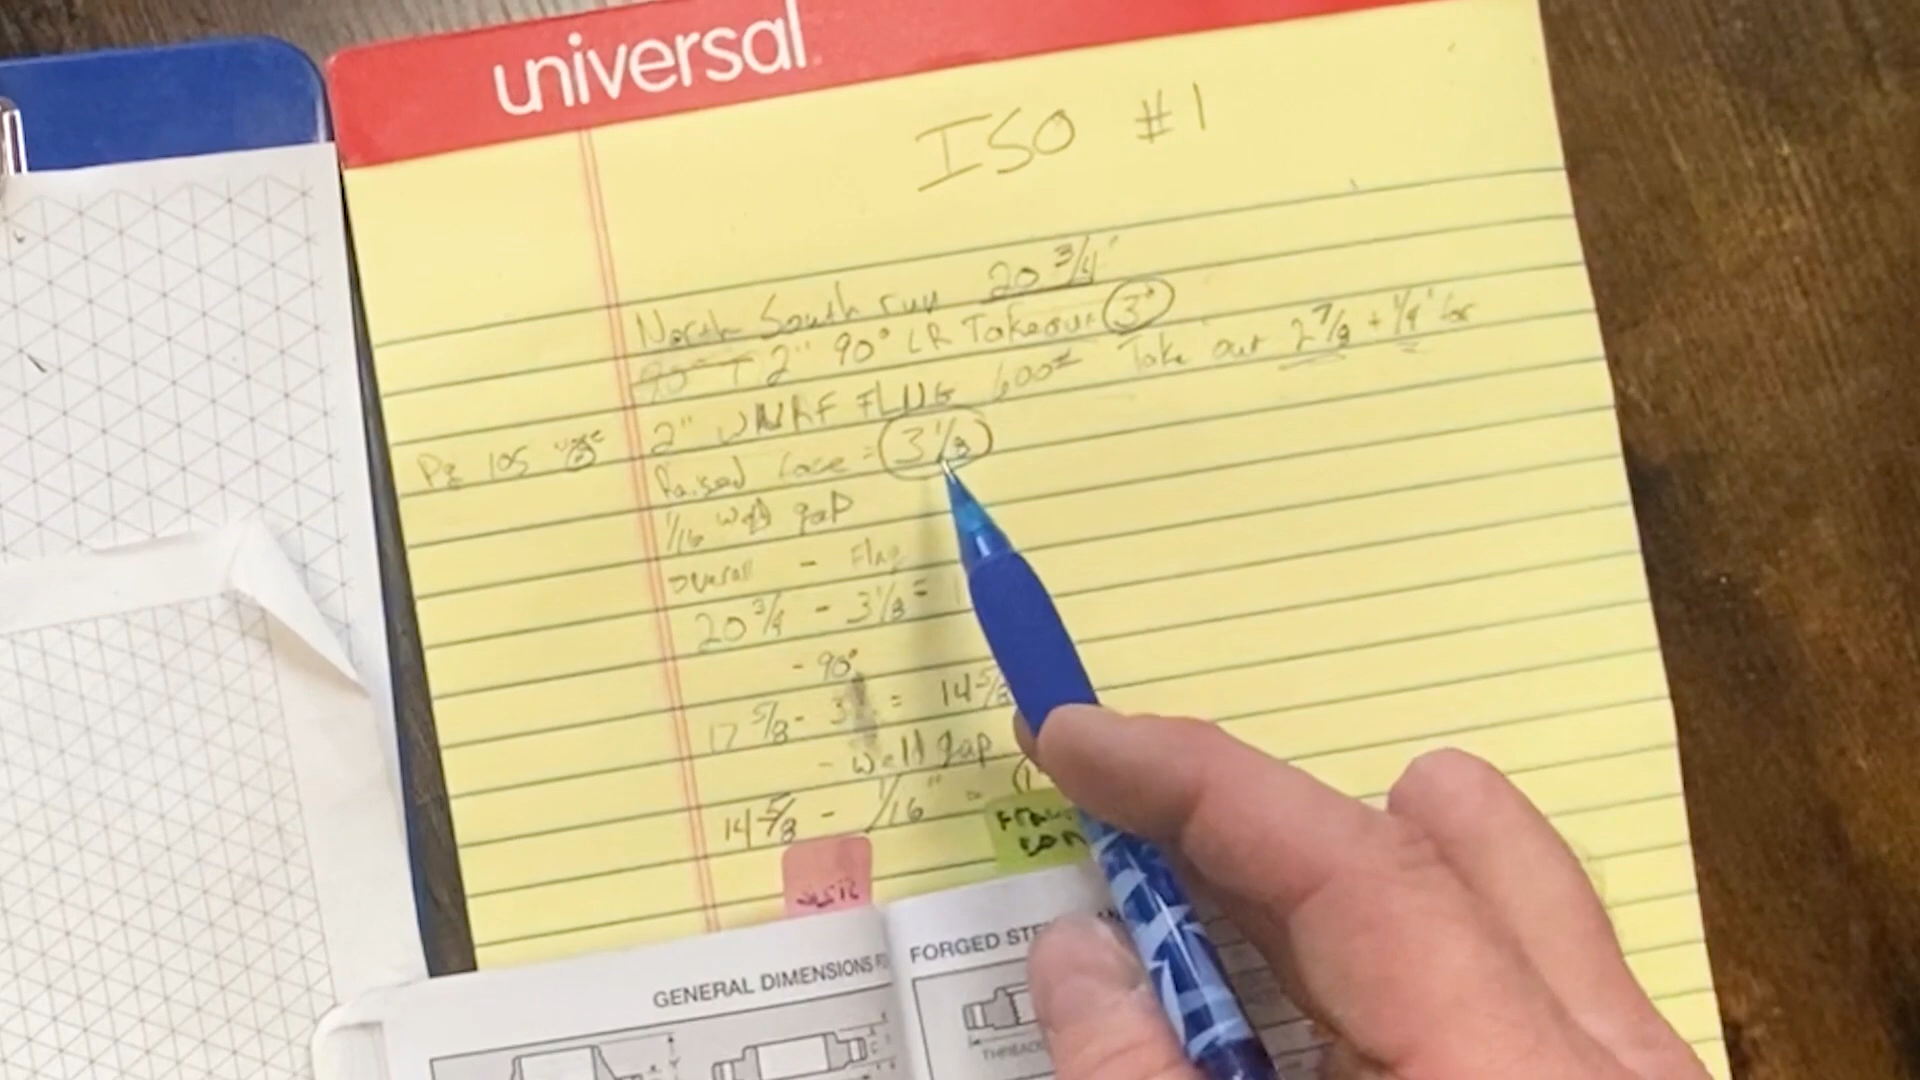 universal
ISO #1
North South run 20 3/4"
2" 90° LR Takeout 3"
2" WNRF FLNG 600# Take out 2 7/8 + 1/4" for
Pg 105
Raised face = 3 1/8
1/16 weld gap
overall - Flng
20 3/4 - 3 1/8 =
- 90°
17 5/8 - 3 = 14 5/8
- weld gap
14 5/8 - 1/16" =
GENERAL DIMENSIONS
FORGED